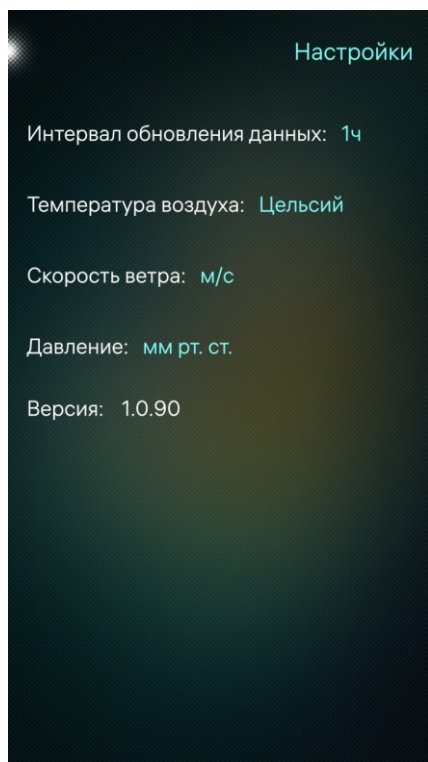 Настройки
Интервал обновления данных: 1ч
Температура воздуха: Цельсий
Скорость ветра: м/с
Давление: мм рт. ст.
Версия: 1.0.90